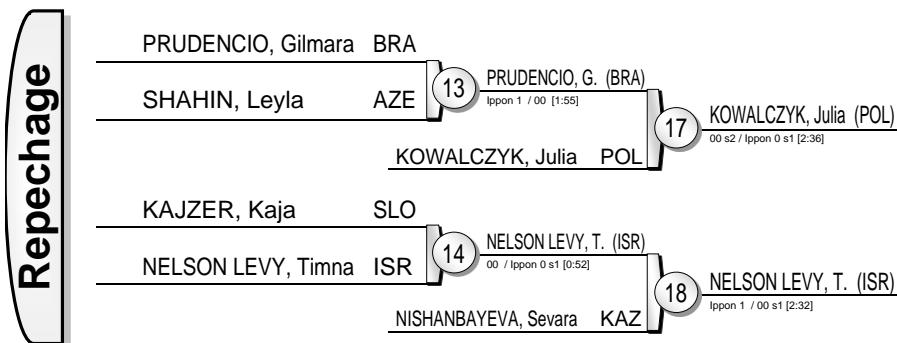 Repechage
PRUDENCIO, Gilmara BRA
SHAHIN, Leyla AZE
13
PRUDENCIO, G. (BRA)
Ippon 1 / 00 [1:55]
KOWALCZYK, Julia POL
17
KOWALCZYK, Julia (POL)
00 s2 / Ippon 0 s1 [2:36]
KAJZER, Kaja SLO
NELSON LEVY, Timna ISR
14
NELSON LEVY, T. (ISR)
00 / Ippon 0 s1 [0:52]
NISHANBAYEVA, Sevara KAZ
18
NELSON LEVY, T. (ISR)
Ippon 1 / 00 s1 [2:32]